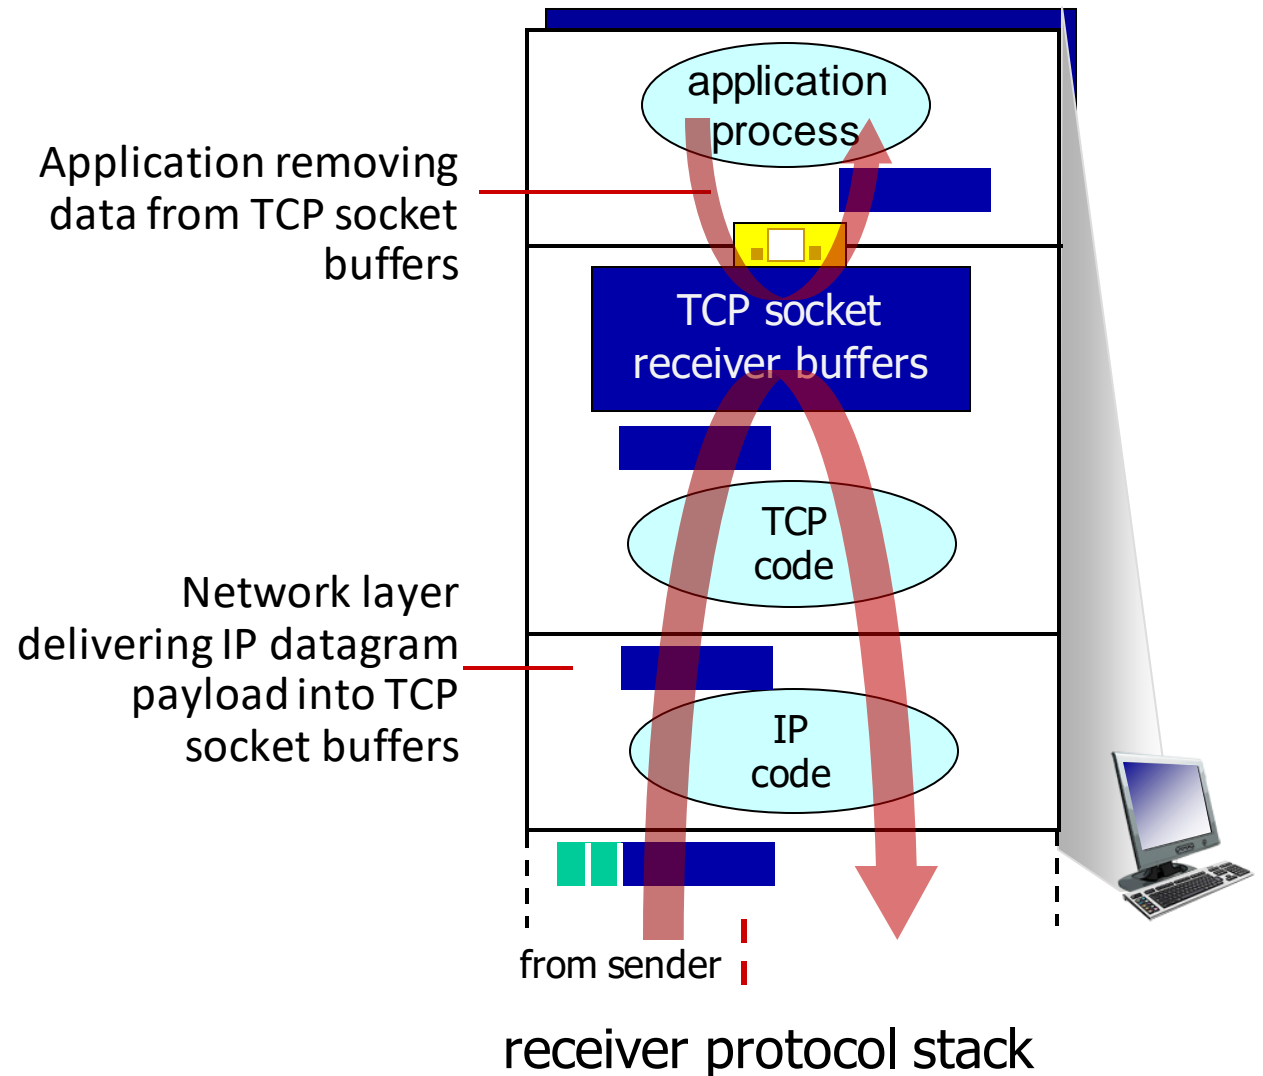 application
process
Application removing
data from TCP socket
buffers
TCP socket
receiver buffers
TCP
code
Network layer
delivering IP datagram
payload into TCP
socket buffers
IP
code
from sender
receiver protocol stack